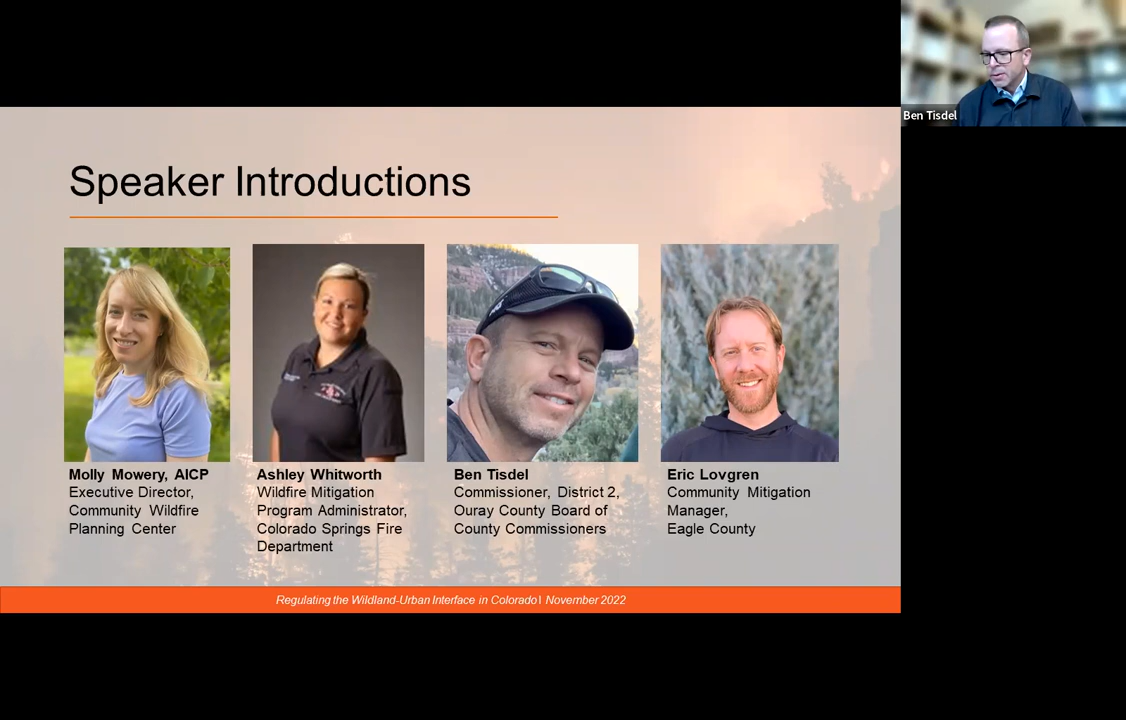 Ben Tisdel
Speaker Introductions
Molly Mowery, AICP
Executive Director,
Community Wildfire
Planning Center
Ashley Whitworth
Wildfire Mitigation
Program Administrator,
Colorado Springs Fire
Department
Ben Tisdel
Commissioner, District 2,
Ouray County Board of
County Commissioners
Eric Lovgren
Community Mitigation
Manager,
Eagle County
Regulating the Wildland-Urban Interface in Colorado | November 2022